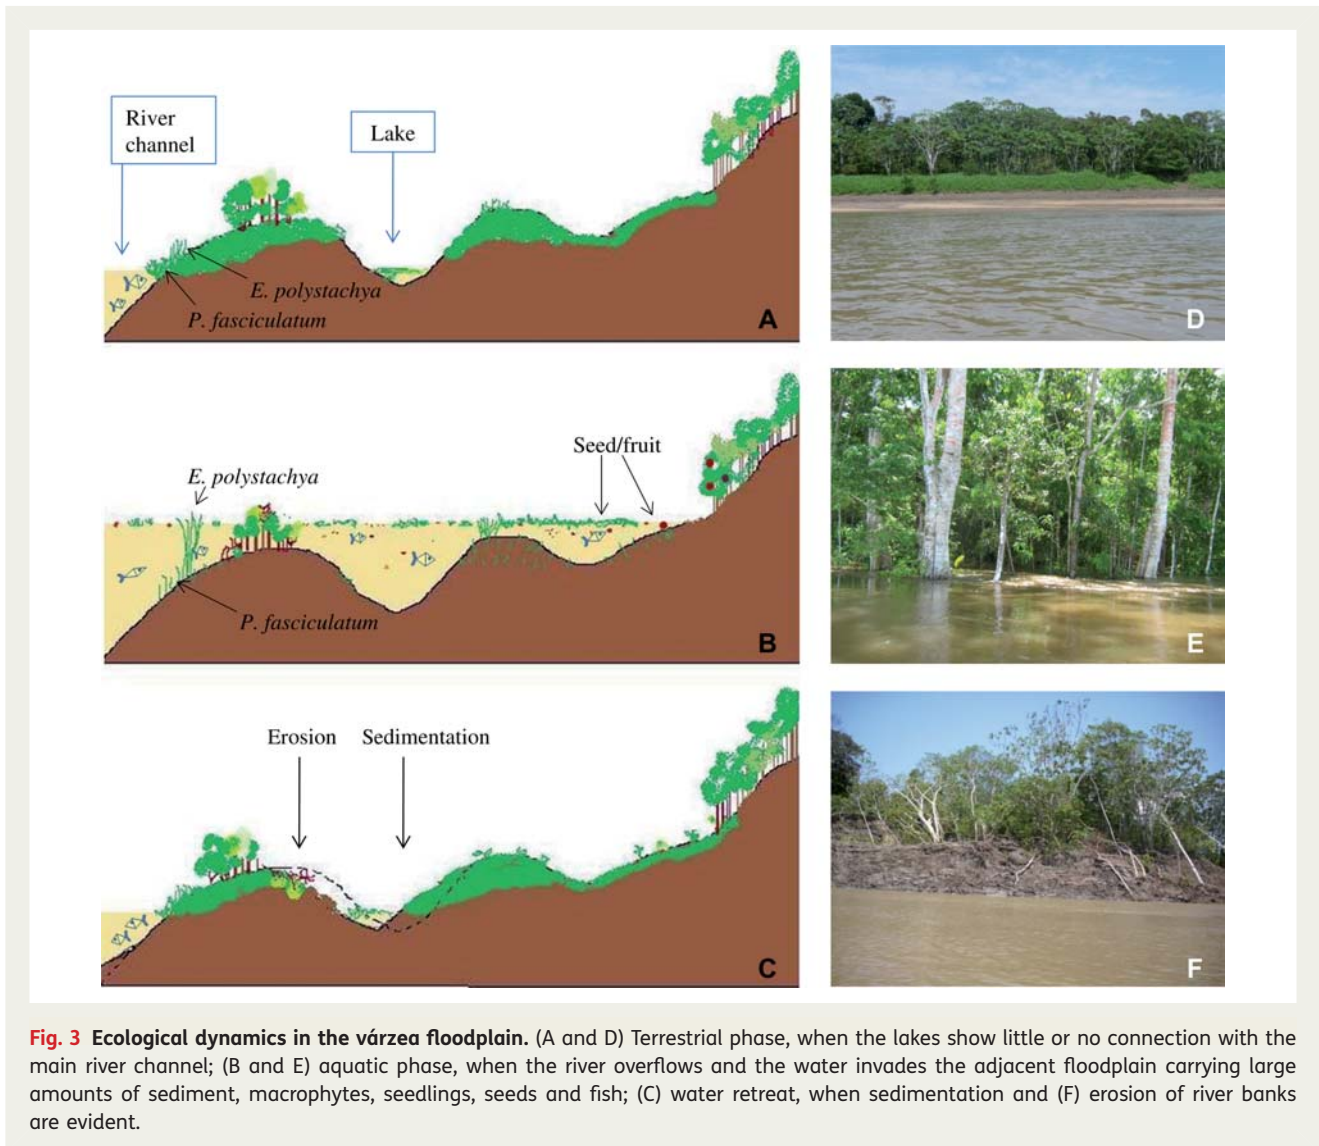 River
channel
Lake
E. polystachya
P. fasciculatum
A
D
Seed/fruit
E. polystachya
P. fasciculatum
B
E
Erosion Sedimentation
C
F
Fig. 3 Ecological dynamics in the várzea floodplain. (A and D) Terrestrial phase, when the lakes show little or no connection with the
main river channel; (B and E) aquatic phase, when the river overflows and the water invades the adjacent floodplain carrying large
amounts of sediment, macrophytes, seedlings, seeds and fish; (C) water retreat, when sedimentation and (F) erosion of river banks
are evident.